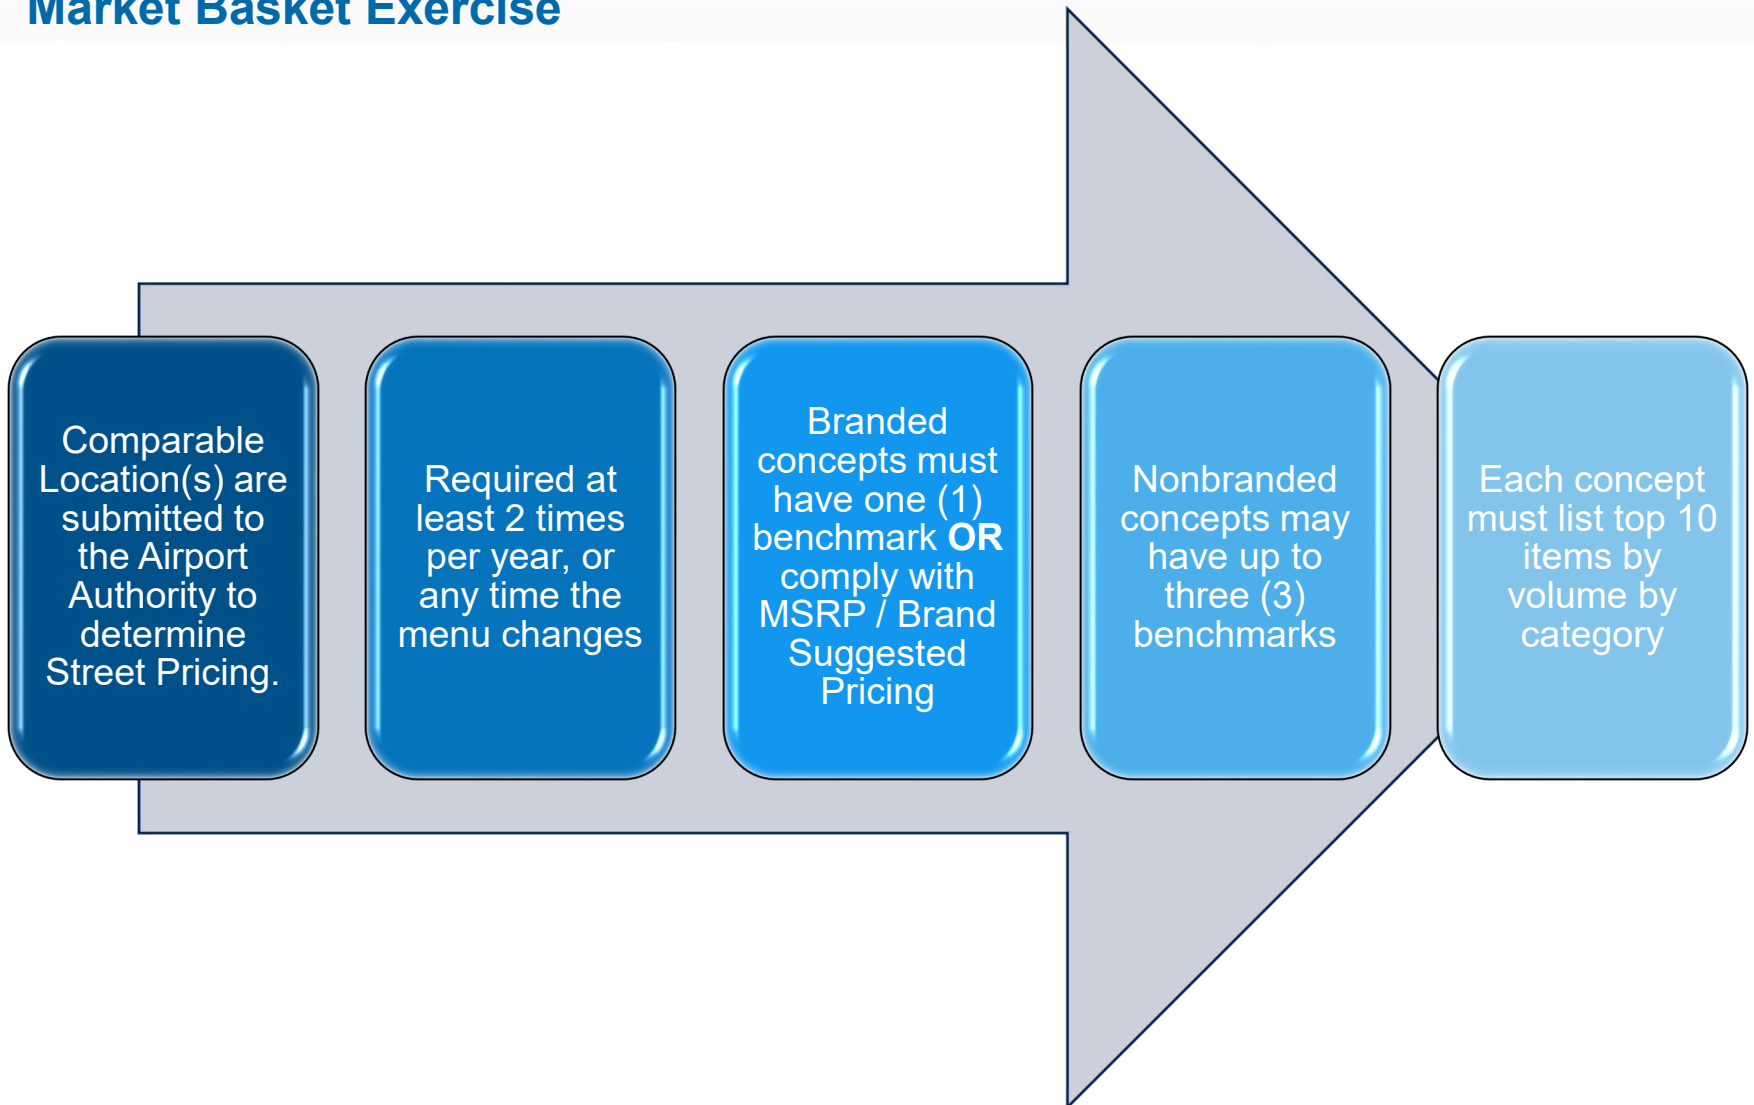 Market Basket Exercise
Comparable
Location(s) are
submitted to
the Airport
Authority to
determine
Street Pricing.
Required at
least 2 times
per year, or
any time the
menu changes
Branded
concepts must
have one (1)
benchmark OR
comply with
MSRP / Brand
Suggested
Pricing
Nonbranded
concepts may
have up to
three (3)
benchmarks
Each concept
must list top 10
items by
volume by
category